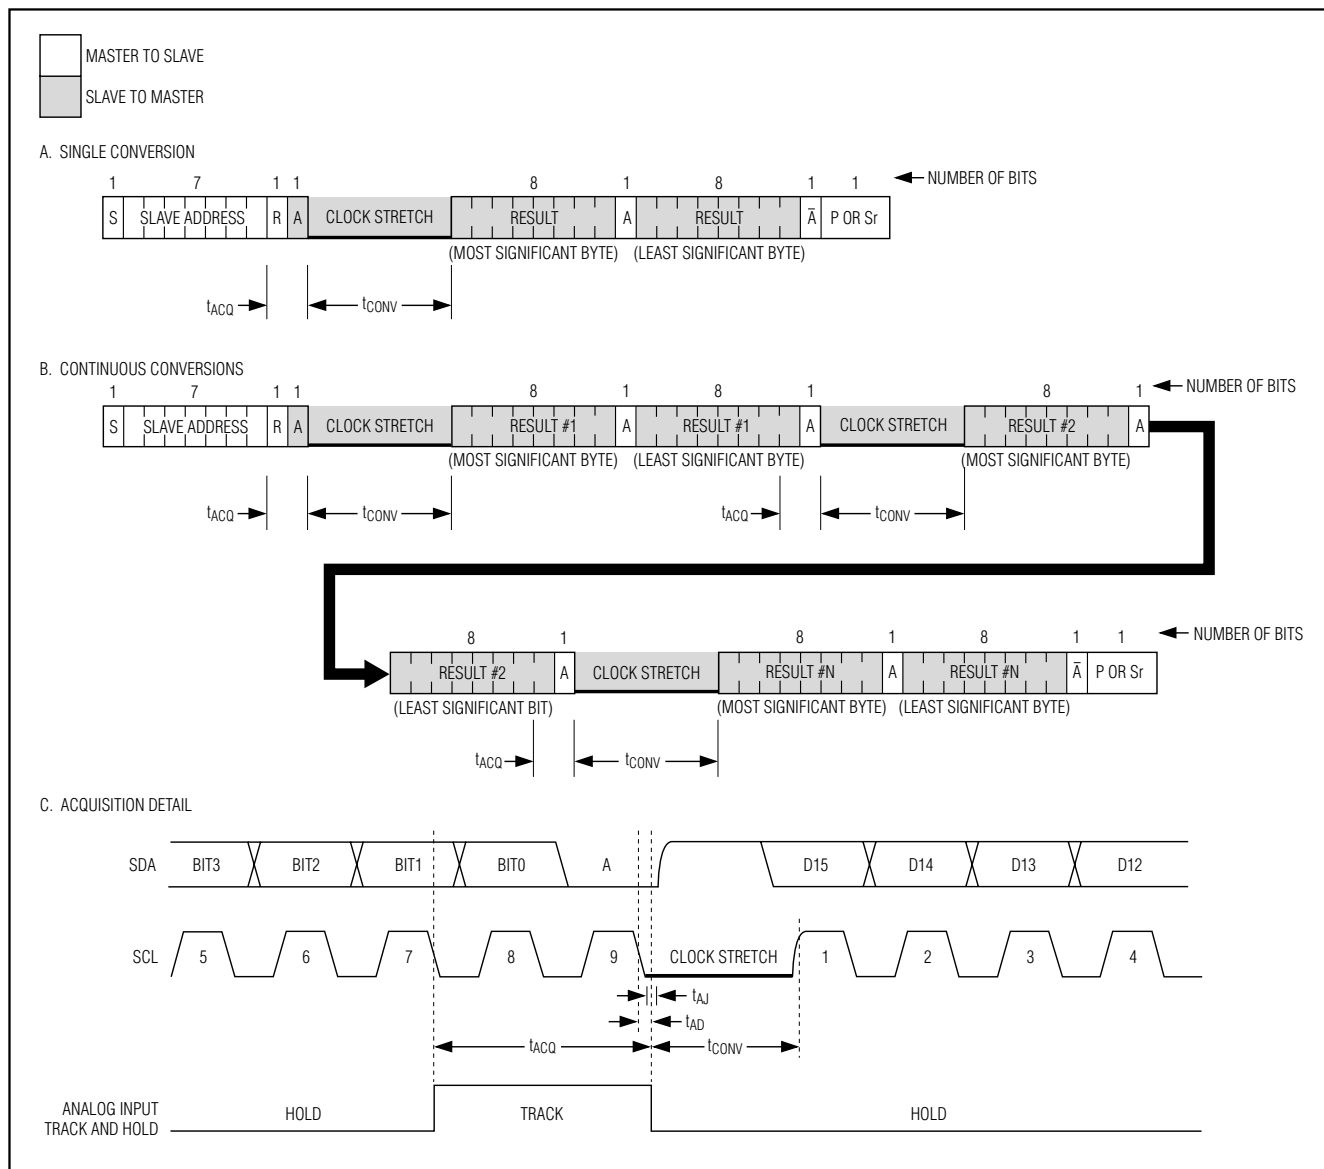 MASTER TO SLAVE
SLAVE TO MASTER
A. SINGLE CONVERSION
1 7 1 1 8 1 8 1 1 NUMBER OF BITS
S SLAVE ADDRESS R A CLOCK STRETCH RESULT A RESULT A̅ P OR Sr
(MOST SIGNIFICANT BYTE) (LEAST SIGNIFICANT BYTE)
tACQ tCONV
B. CONTINUOUS CONVERSIONS
1 7 1 1 8 1 8 1 8 1 NUMBER OF BITS
S SLAVE ADDRESS R A CLOCK STRETCH RESULT #1 A RESULT #1 A CLOCK STRETCH RESULT #2 A
(MOST SIGNIFICANT BYTE) (LEAST SIGNIFICANT BYTE) (MOST SIGNIFICANT BYTE)
tACQ tCONV tACQ tCONV
8 1 8 1 8 1 1 NUMBER OF BITS
RESULT #2 A CLOCK STRETCH RESULT #N A RESULT #N A̅ P OR Sr
(LEAST SIGNIFICANT BIT) (MOST SIGNIFICANT BYTE) (LEAST SIGNIFICANT BYTE)
tACQ tCONV
C. ACQUISITION DETAIL
SDA BIT3 BIT2 BIT1 BIT0 A D15 D14 D13 D12
SCL 5 6 7 8 9 CLOCK STRETCH 1 2 3 4
tAJ
tAD
tACQ tCONV
ANALOG INPUT
TRACK AND HOLD
HOLD TRACK HOLD